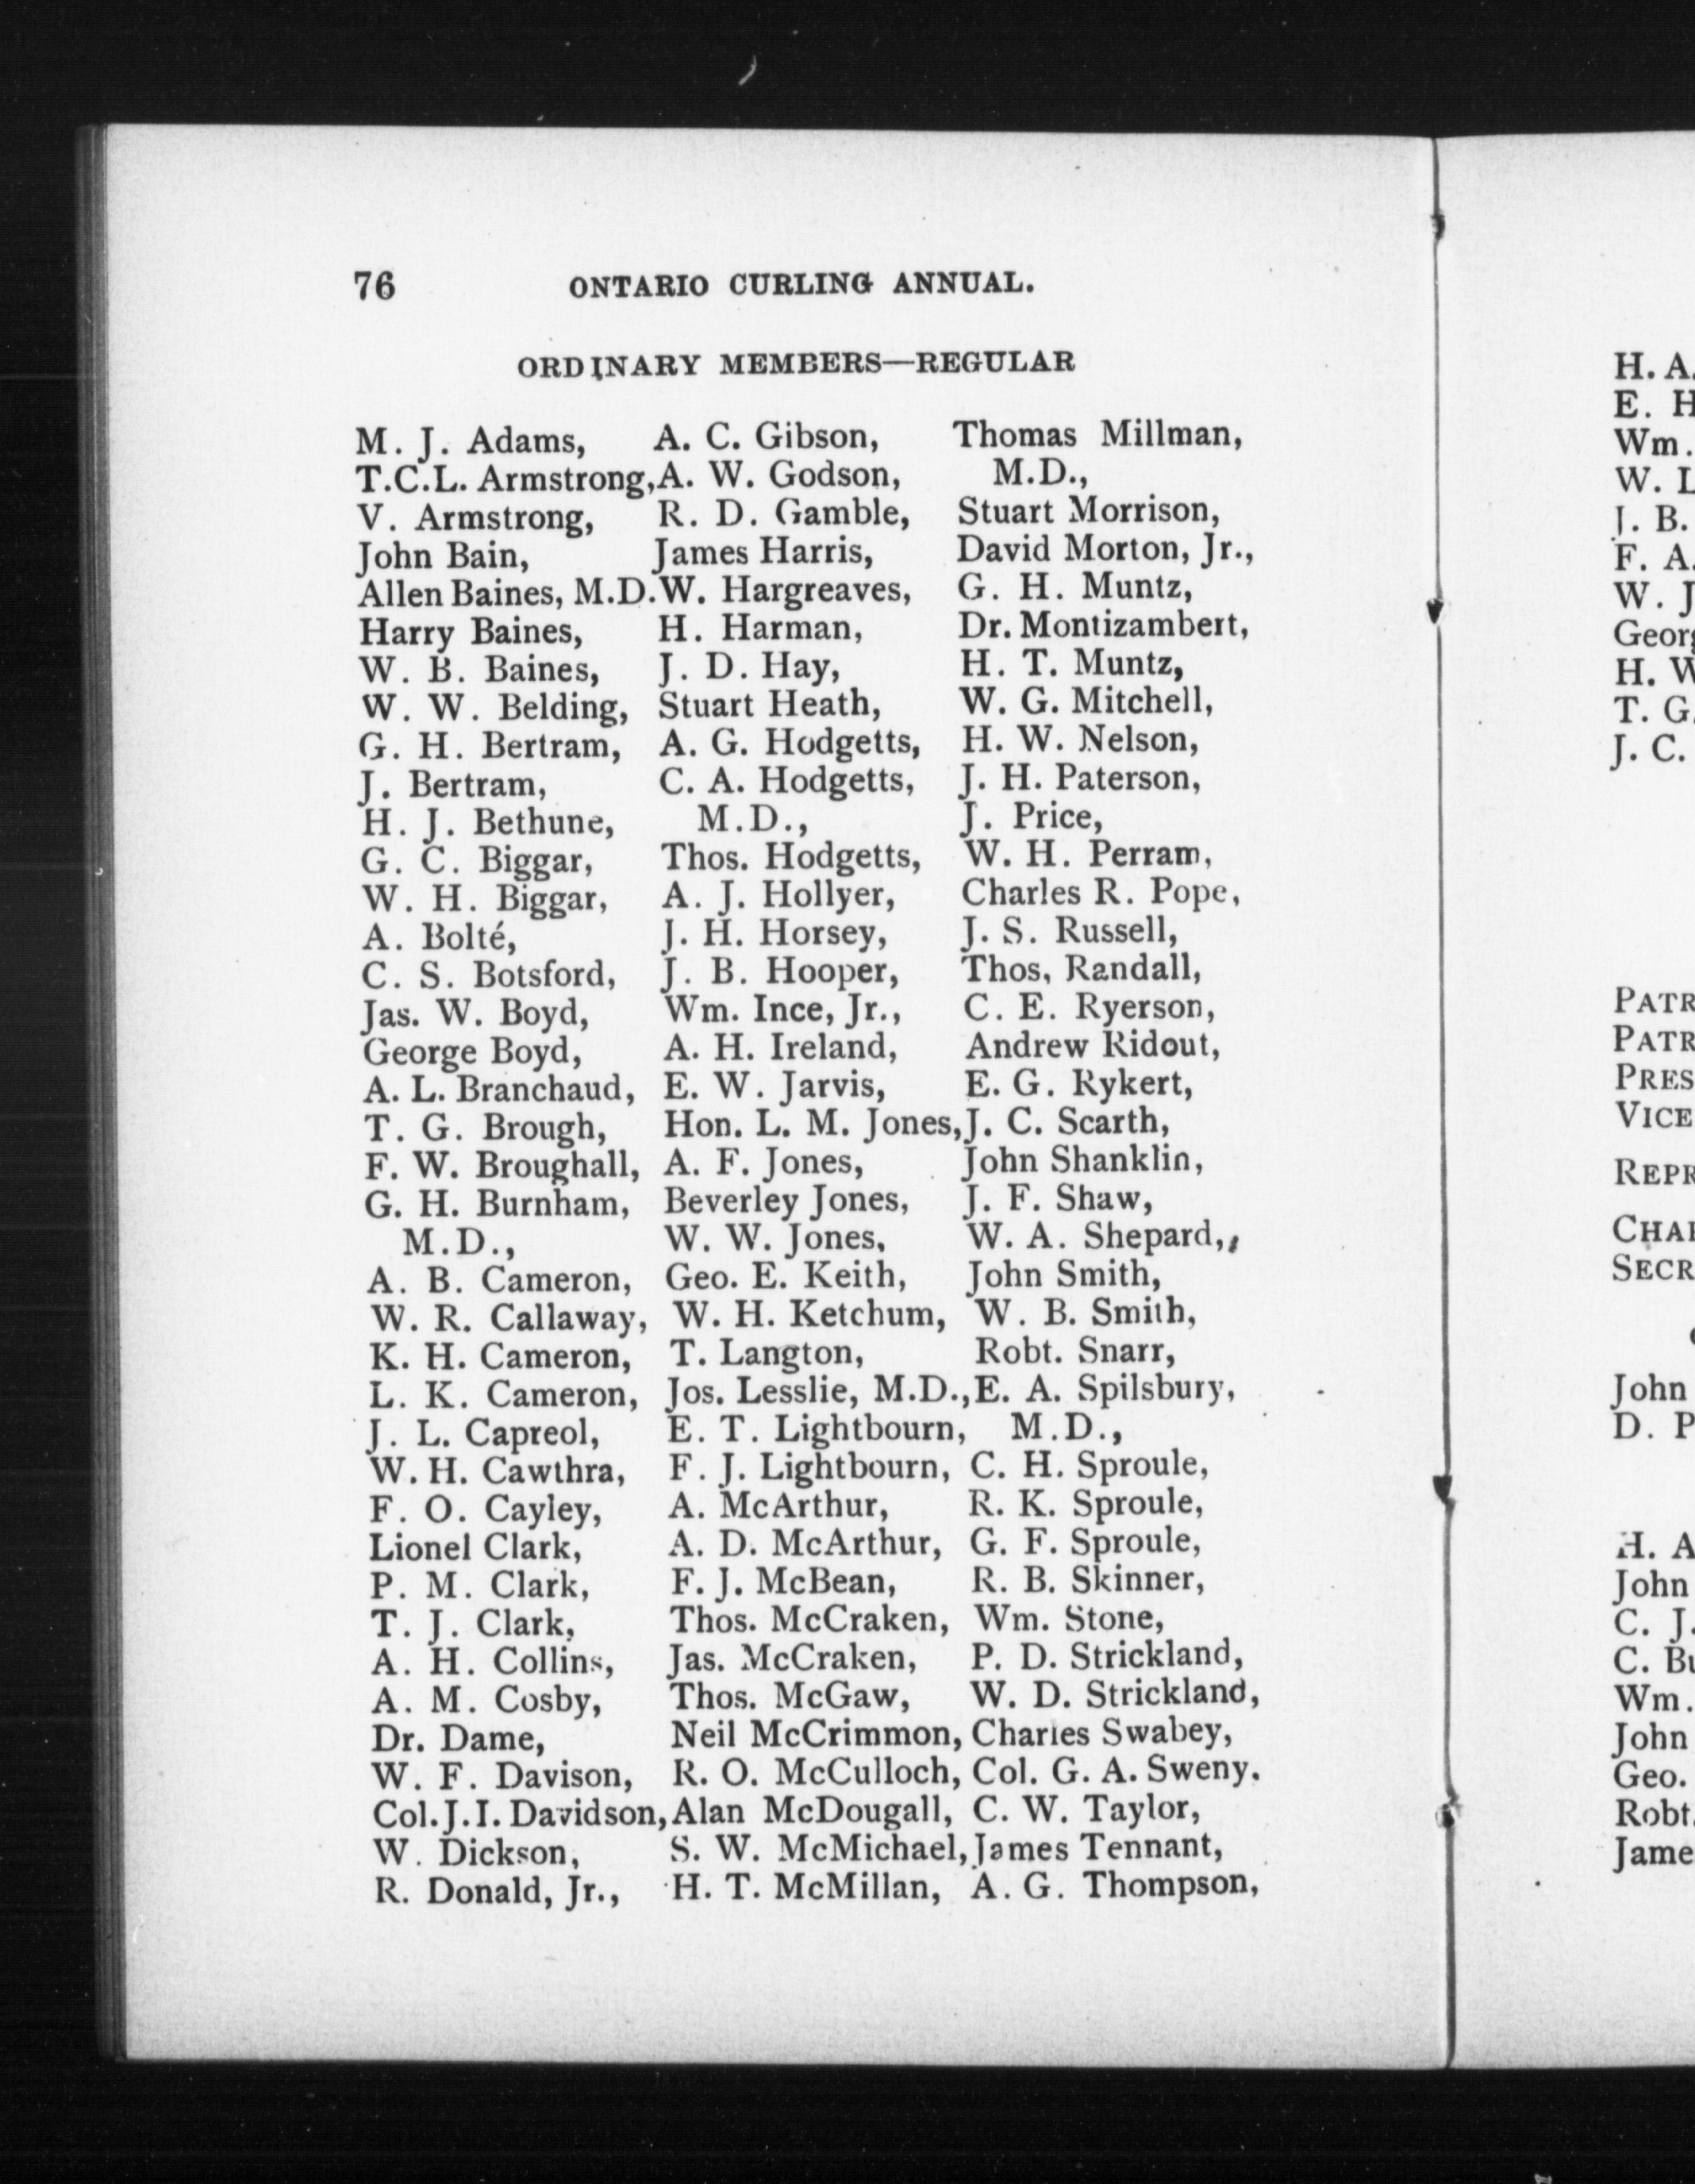 76 ONTARIO CURLING ANNUAL.
ORDINARY MEMBERS—REGULAR
M. J. Adams,
T.C.L. Armstrong,
V. Armstrong,
John Bain,
Allen Baines, M.D.
Harry Baines,
W. B. Baines,
W. W. Belding,
G. H. Bertram,
J. Bertram,
H. J. Bethune,
G. C. Biggar,
W. H. Biggar,
A. Bolté,
C. S. Botsford,
Jas. W. Boyd,
George Boyd,
A. L. Branchaud,
T. G. Brough,
F. W. Broughall,
G. H. Burnham,
M.D.,
A. B. Cameron,
W. R. Callaway,
K. H. Cameron,
L. K. Cameron,
J. L. Capreol,
W. H. Cawthra,
F. O. Cayley,
Lionel Clark,
P. M. Clark,
T. J. Clark,
A. H. Collins,
A. M. Cosby,
Dr. Dame,
W. F. Davison,
Col. J. I. Davidson,
W. Dickson,
R. Donald, Jr.,
A. C. Gibson,
A. W. Godson,
R. D. Gamble,
James Harris,
W. Hargreaves,
H. Harman,
J. D. Hay,
Stuart Heath,
A. G. Hodgetts,
C. A. Hodgetts,
M.D.,
Thos. Hodgetts,
A. J. Hollyer,
J. H. Horsey,
J. B. Hooper,
Wm. Ince, Jr.,
A. H. Ireland,
E. W. Jarvis,
Hon. L. M. Jones,
A. F. Jones,
Beverley Jones,
W. W. Jones,
Geo. E. Keith,
W. H. Ketchum,
T. Langton,
Jos. Lesslie, M.D.,
E. T. Lightbourn,
F. J. Lightbourn,
A. McArthur,
A. D. McArthur,
F. J. McBean,
Thos. McCraken,
Jas. McCraken,
Thos. McGaw,
Neil McCrimmon,
R. O. McCulloch,
Alan McDougall,
S. W. McMichael,
H. T. McMillan,
Thomas Millman,
M.D.,
Stuart Morrison,
David Morton, Jr.,
G. H. Muntz,
Dr. Montizambert,
H. T. Muntz,
W. G. Mitchell,
H. W. Nelson,
J. H. Paterson,
J. Price,
W. H. Perram,
Charles R. Pope,
J. S. Russell,
Thos, Randall,
C. E. Ryerson,
Andrew Ridout,
E. G. Rykert,
J. C. Scarth,
John Shanklin,
J. F. Shaw,
W. A. Shepard,,
John Smith,
W. B. Smith,
Robt. Snarr,
E. A. Spilsbury,
M.D.,
C. H. Sproule,
R. K. Sproule,
G. F. Sproule,
R. B. Skinner,
Wm. Stone,
P. D. Strickland,
W. D. Strickland,
Charles Swabey,
Col. G. A. Sweny.
C. W. Taylor,
James Tennant,
A. G. Thompson,
H. A.
E. H
Wm.
W. L
J. B.
F. A.
W. J
H. W
T. G.
J. C.
John
D. P
H. A
John
C. J.
C.
Wm.
John
Geo.
Robt.